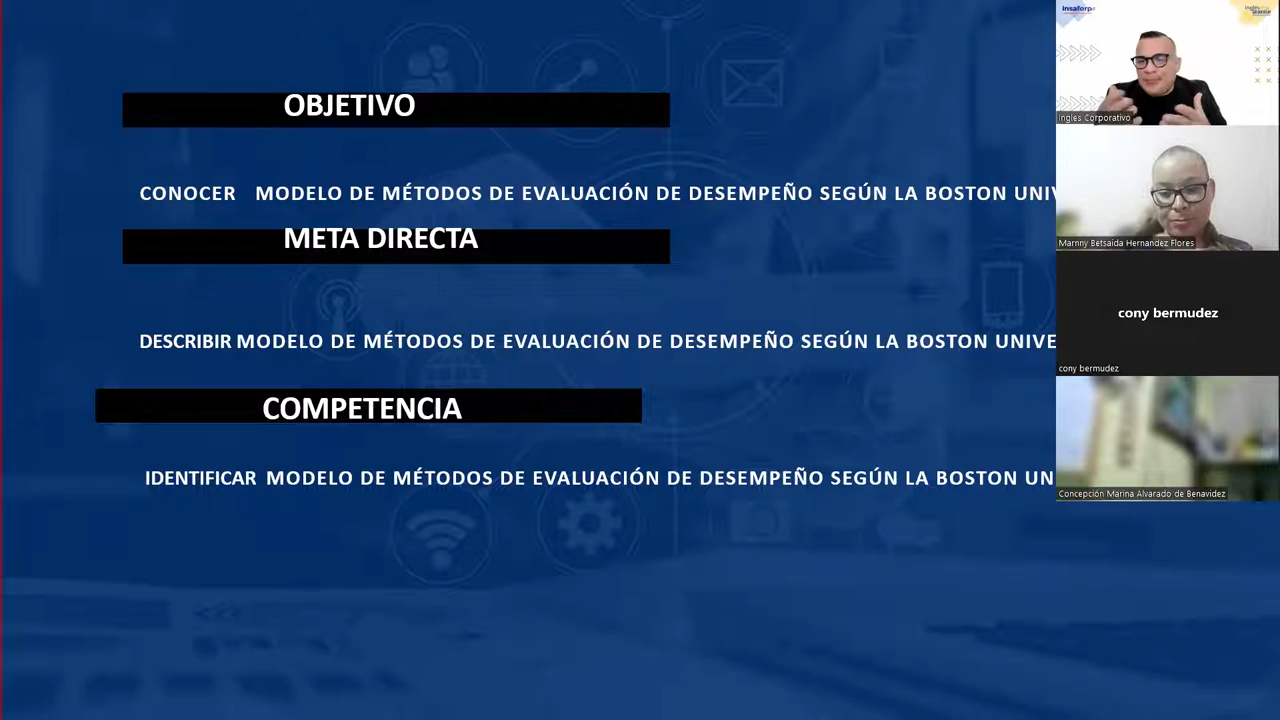 OBJETIVO
CONOCER MODELO DE MÉTODOS DE EVALUACIÓN DE DESEMPEÑO SEGÚN LA BOSTON UNIV
META DIRECTA
DESCRIBIR MODELO DE MÉTODOS DE EVALUACIÓN DE DESEMPEÑO SEGÚN LA BOSTON UNIVE
COMPETENCIA
IDENTIFICAR MODELO DE MÉTODOS DE EVALUACIÓN DE DESEMPEÑO SEGÚN LA BOSTON UN
insaforp
Ingles Corporativo
Marnny Betsaida Hernandez Flores
cony bermudez
cony bermudez
Concepción Marina Alvarado de Benavidez